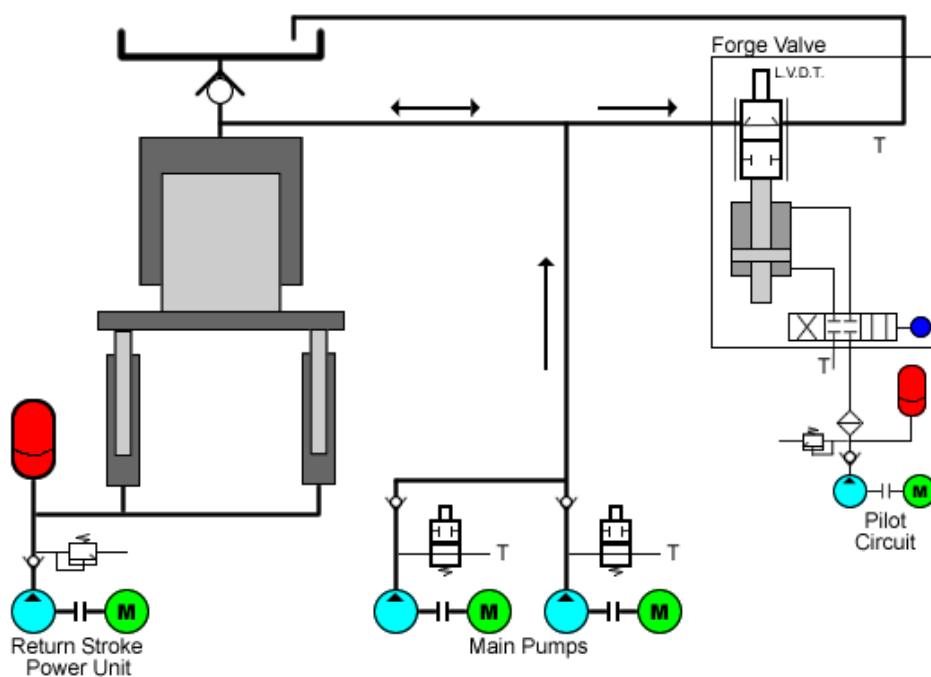 Forge Valve
L.V.D.T.
T
T
T
T
M
Pilot
Circuit
M
M
M
Return Stroke
Power Unit
Main Pumps